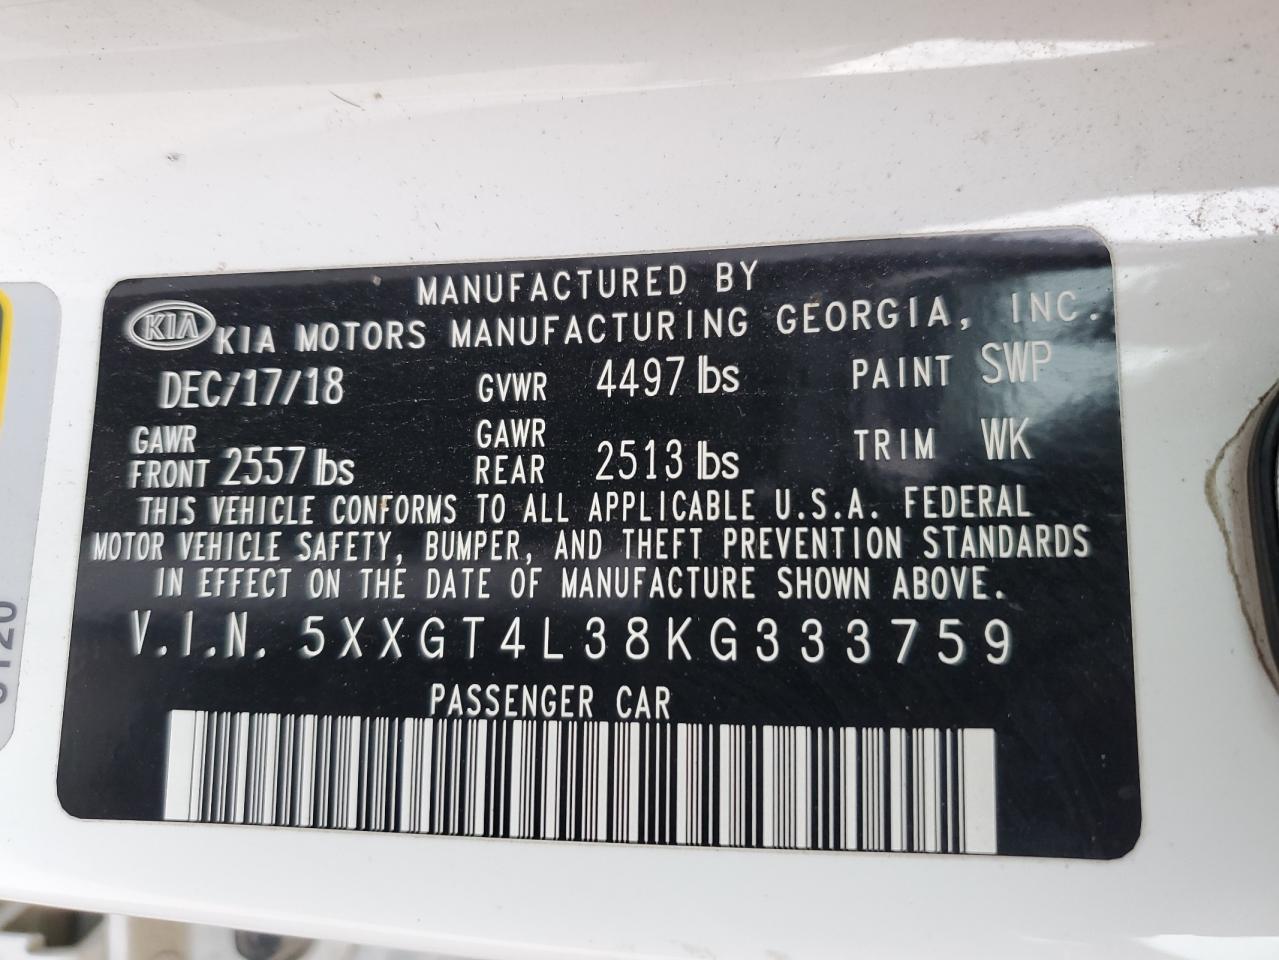 MANUFACTURED BY
KIA KIA MOTORS MANUFACTURING GEORGIA, INC.
DEC/17/18 GVWR 4497 lbs PAINT SWP
GAWR FRONT 2557 lbs GAWR REAR 2513 lbs TRIM WK
THIS VEHICLE CONFORMS TO ALL APPLICABLE U.S.A. FEDERAL
MOTOR VEHICLE SAFETY, BUMPER, AND THEFT PREVENTION STANDARDS
IN EFFECT ON THE DATE OF MANUFACTURE SHOWN ABOVE.
V.I.N. 5XXGT4L38KG333759
PASSENGER CAR